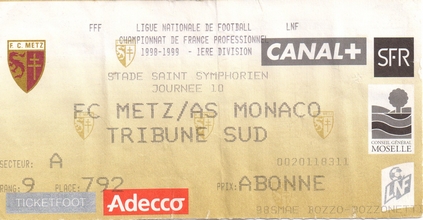 FFF LIGUE NATIONALE DE FOOTBALL LNF
CHAMPIONNAT DE FRANCE PROFESSIONNEL
1998-1999 - 1ERE DIVISION
F.C. METZ
CANAL+
SFR
STADE SAINT SYMPHORIEN
JOURNEE 10
FC METZ/AS MONACO
TRIBUNE SUD
CONSEIL GÉNÉRAL
MOSELLE
SECTEUR: A
0020118311
RANG: 9 PLACE: 792 PRIX: ABONNE
TICKETFOOT
Adecco
LNF